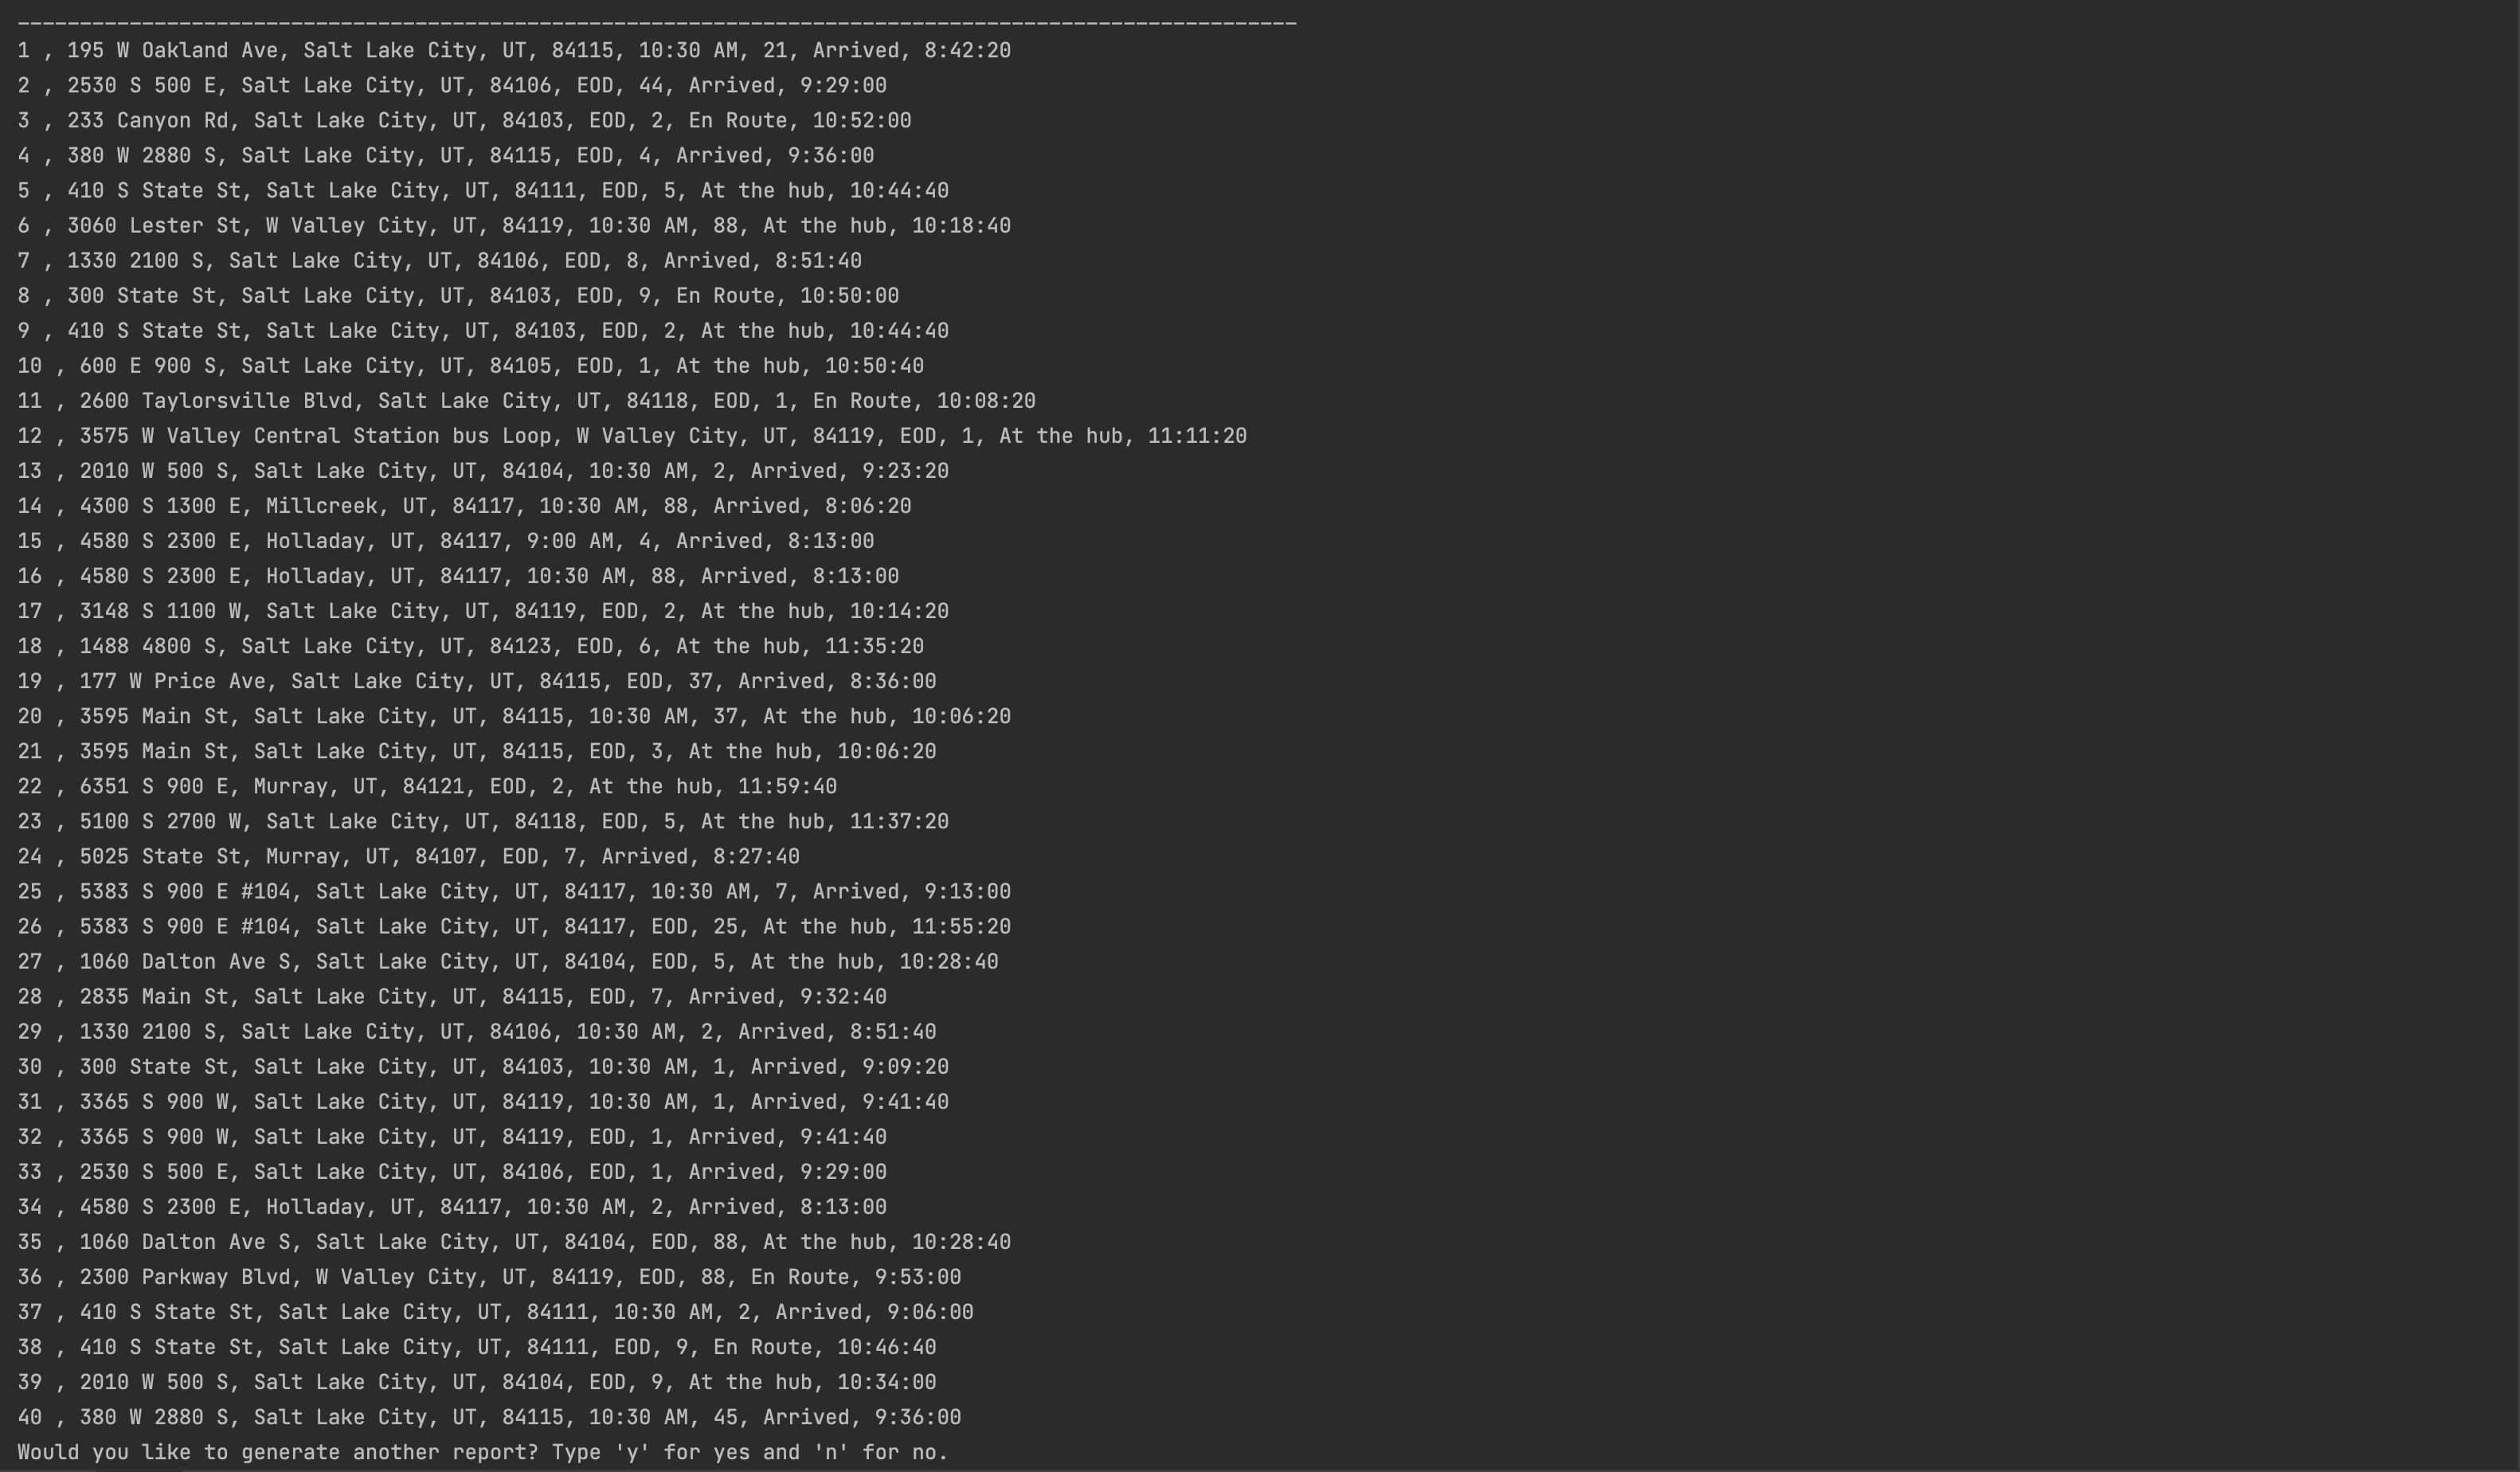 1 , 195 W Oakland Ave, Salt Lake City, UT, 84115, 10:30 AM, 21, Arrived, 8:42:20
2 , 2530 S 500 E, Salt Lake City, UT, 84106, EOD, 44, Arrived, 9:29:00
3 , 233 Canyon Rd, Salt Lake City, UT, 84103, EOD, 2, En Route, 10:52:00
4 , 380 W 2880 S, Salt Lake City, UT, 84115, EOD, 4, Arrived, 9:36:00
5 , 410 S State St, Salt Lake City, UT, 84111, EOD, 5, At the hub, 10:44:40
6 , 3060 Lester St, W Valley City, UT, 84119, 10:30 AM, 88, At the hub, 10:18:40
7 , 1330 2100 S, Salt Lake City, UT, 84106, EOD, 8, Arrived, 8:51:40
8 , 300 State St, Salt Lake City, UT, 84103, EOD, 9, En Route, 10:50:00
9 , 410 S State St, Salt Lake City, UT, 84103, EOD, 2, At the hub, 10:44:40
10 , 600 E 900 S, Salt Lake City, UT, 84105, EOD, 1, At the hub, 10:50:40
11 , 2600 Taylorsville Blvd, Salt Lake City, UT, 84118, EOD, 1, En Route, 10:08:20
12 , 3575 W Valley Central Station bus Loop, W Valley City, UT, 84119, EOD, 1, At the hub, 11:11:20
13 , 2010 W 500 S, Salt Lake City, UT, 84104, 10:30 AM, 2, Arrived, 9:23:20
14 , 4300 S 1300 E, Millcreek, UT, 84117, 10:30 AM, 88, Arrived, 8:06:20
15 , 4580 S 2300 E, Holladay, UT, 84117, 9:00 AM, 4, Arrived, 8:13:00
16 , 4580 S 2300 E, Holladay, UT, 84117, 10:30 AM, 88, Arrived, 8:13:00
17 , 3148 S 1100 W, Salt Lake City, UT, 84119, EOD, 2, At the hub, 10:14:20
18 , 1488 4800 S, Salt Lake City, UT, 84123, EOD, 6, At the hub, 11:35:20
19 , 177 W Price Ave, Salt Lake City, UT, 84115, EOD, 37, Arrived, 8:36:00
20 , 3595 Main St, Salt Lake City, UT, 84115, 10:30 AM, 37, At the hub, 10:06:20
21 , 3595 Main St, Salt Lake City, UT, 84115, EOD, 3, At the hub, 10:06:20
22 , 6351 S 900 E, Murray, UT, 84121, EOD, 2, At the hub, 11:59:40
23 , 5100 S 2700 W, Salt Lake City, UT, 84118, EOD, 5, At the hub, 11:37:20
24 , 5025 State St, Murray, UT, 84107, EOD, 7, Arrived, 8:27:40
25 , 5383 S 900 E #104, Salt Lake City, UT, 84117, 10:30 AM, 7, Arrived, 9:13:00
26 , 5383 S 900 E #104, Salt Lake City, UT, 84117, EOD, 25, At the hub, 11:55:20
27 , 1060 Dalton Ave S, Salt Lake City, UT, 84104, EOD, 5, At the hub, 10:28:40
28 , 2835 Main St, Salt Lake City, UT, 84115, EOD, 7, Arrived, 9:32:40
29 , 1330 2100 S, Salt Lake City, UT, 84106, 10:30 AM, 2, Arrived, 8:51:40
30 , 300 State St, Salt Lake City, UT, 84103, 10:30 AM, 1, Arrived, 9:09:20
31 , 3365 S 900 W, Salt Lake City, UT, 84119, 10:30 AM, 1, Arrived, 9:41:40
32 , 3365 S 900 W, Salt Lake City, UT, 84119, EOD, 1, Arrived, 9:41:40
33 , 2530 S 500 E, Salt Lake City, UT, 84106, EOD, 1, Arrived, 9:29:00
34 , 4580 S 2300 E, Holladay, UT, 84117, 10:30 AM, 2, Arrived, 8:13:00
35 , 1060 Dalton Ave S, Salt Lake City, UT, 84104, EOD, 88, At the hub, 10:28:40
36 , 2300 Parkway Blvd, W Valley City, UT, 84119, EOD, 88, En Route, 9:53:00
37 , 410 S State St, Salt Lake City, UT, 84111, 10:30 AM, 2, Arrived, 9:06:00
38 , 410 S State St, Salt Lake City, UT, 84111, EOD, 9, En Route, 10:46:40
39 , 2010 W 500 S, Salt Lake City, UT, 84104, EOD, 9, At the hub, 10:34:00
40 , 380 W 2880 S, Salt Lake City, UT, 84115, 10:30 AM, 45, Arrived, 9:36:00
Would you like to generate another report? Type 'y' for yes and 'n' for no.